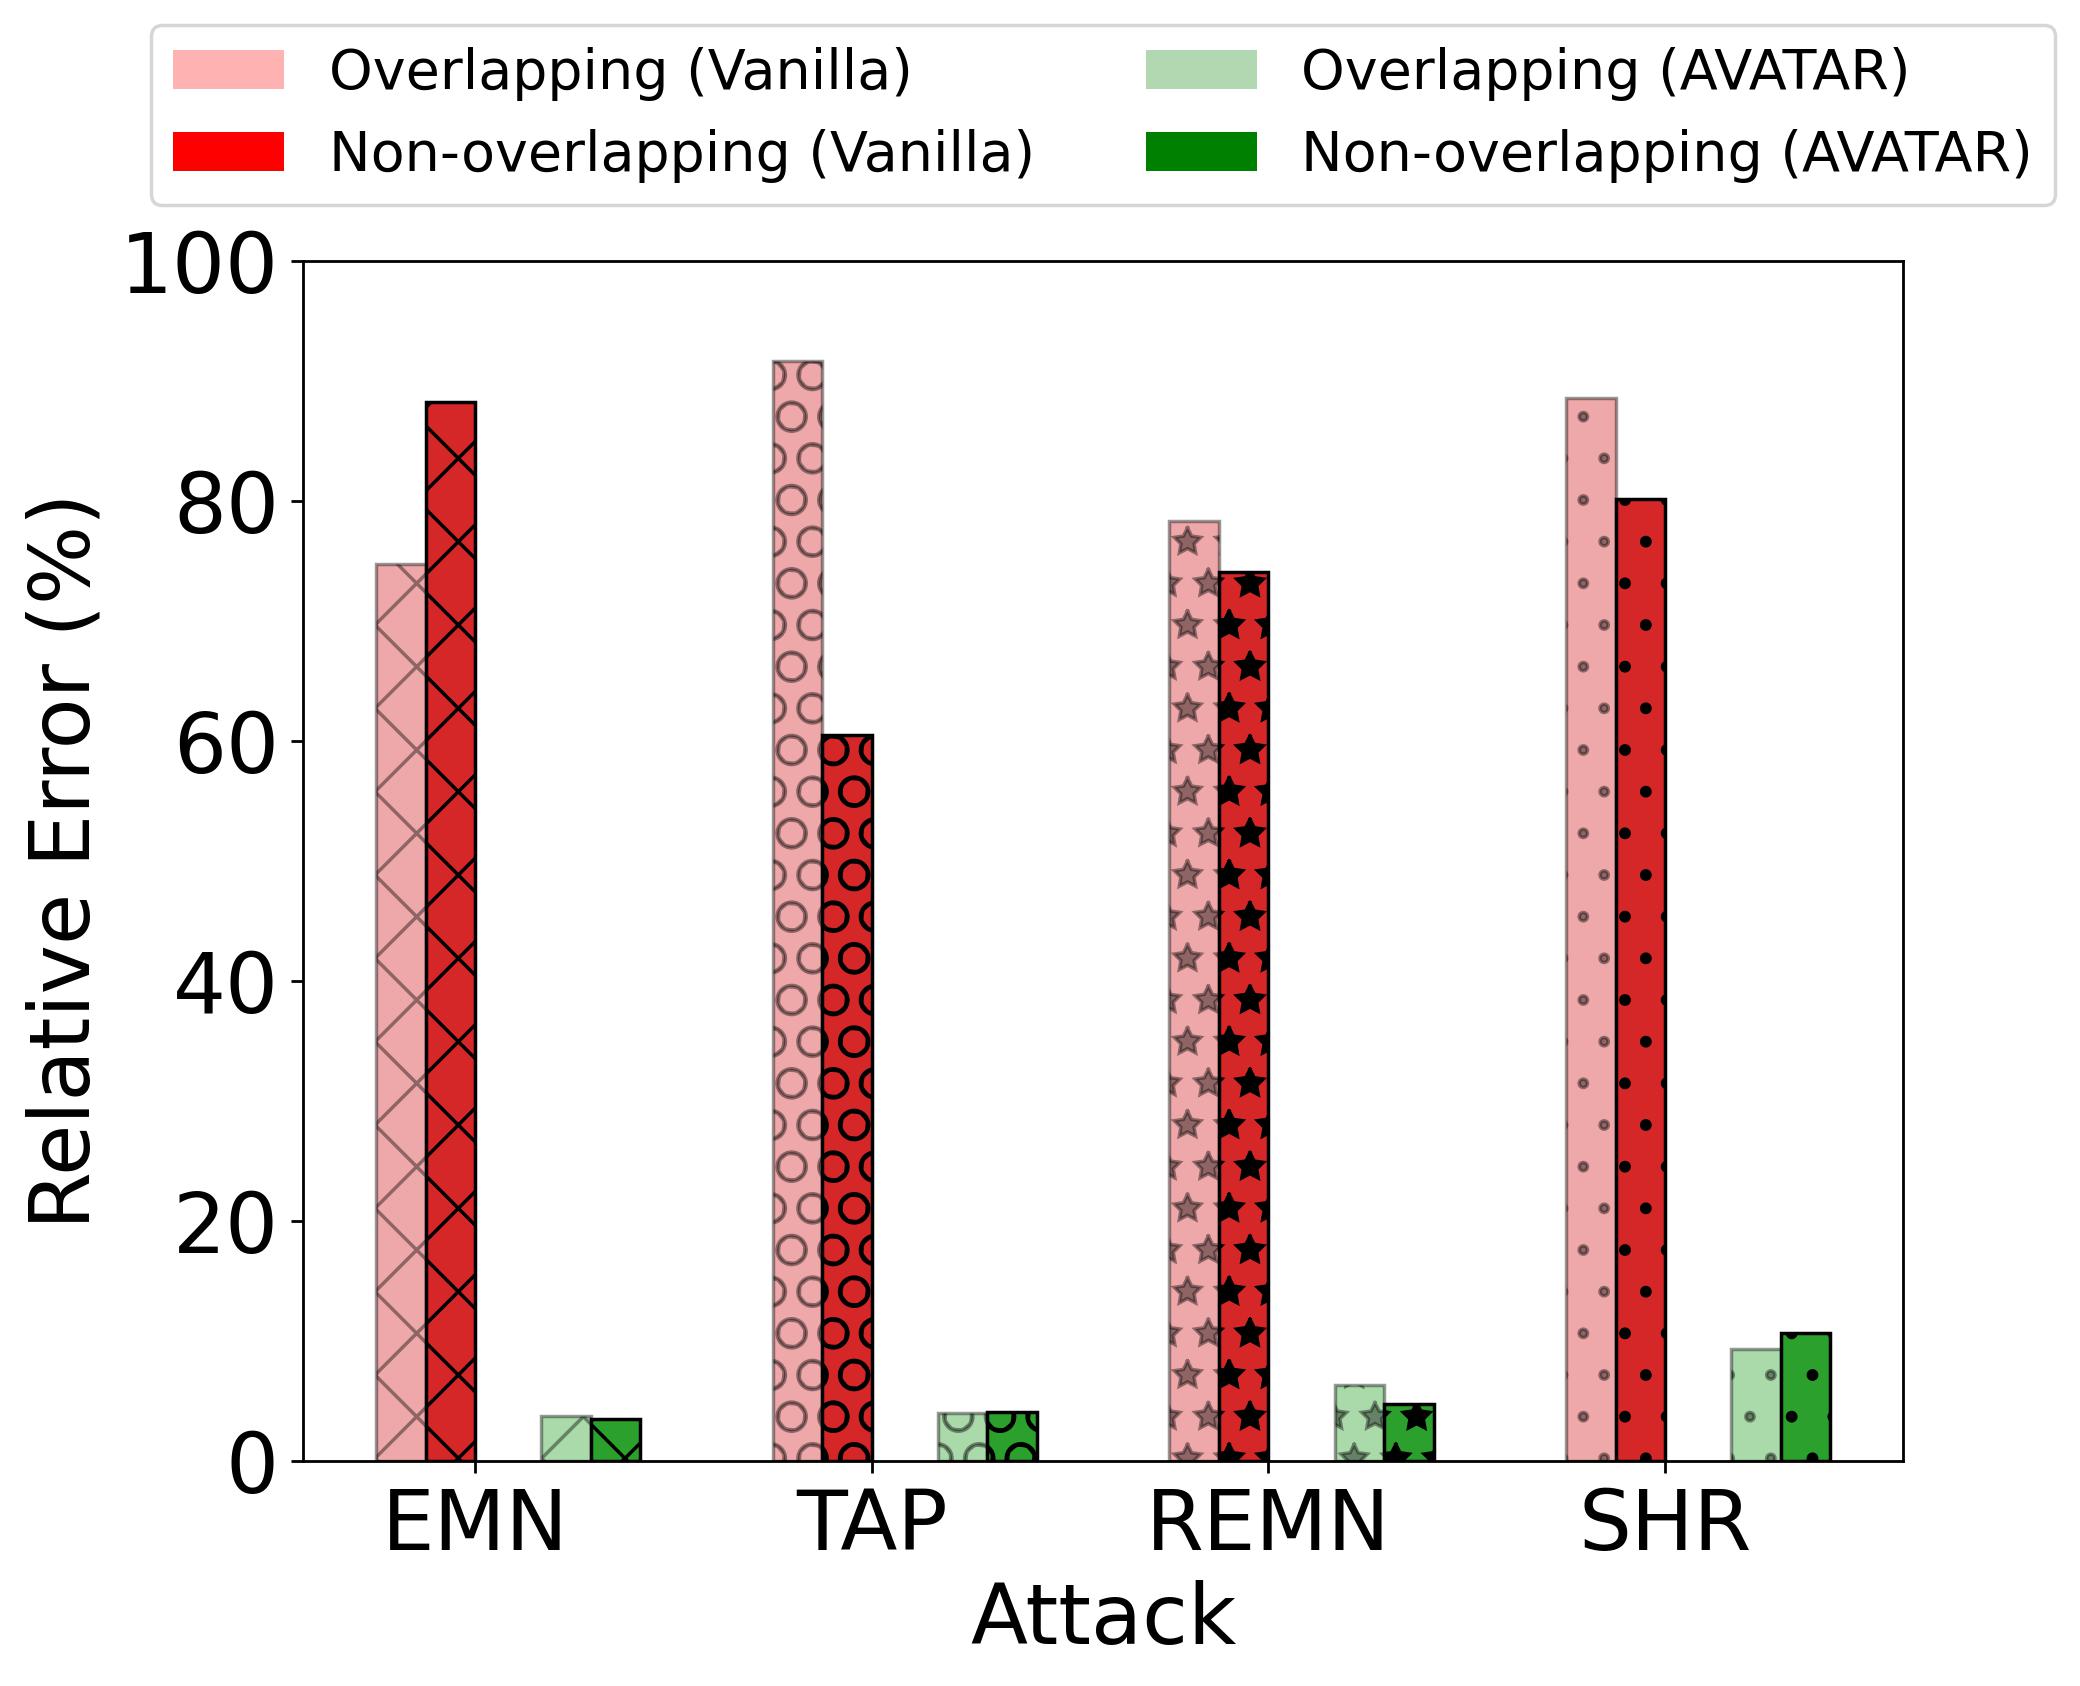 Overlapping (Vanilla)
Non-overlapping (Vanilla)
Overlapping (AVATAR)
Non-overlapping (AVATAR)
100
80
60
40
20
0
Relative Error (%)
EMN TAP REMN SHR
Attack